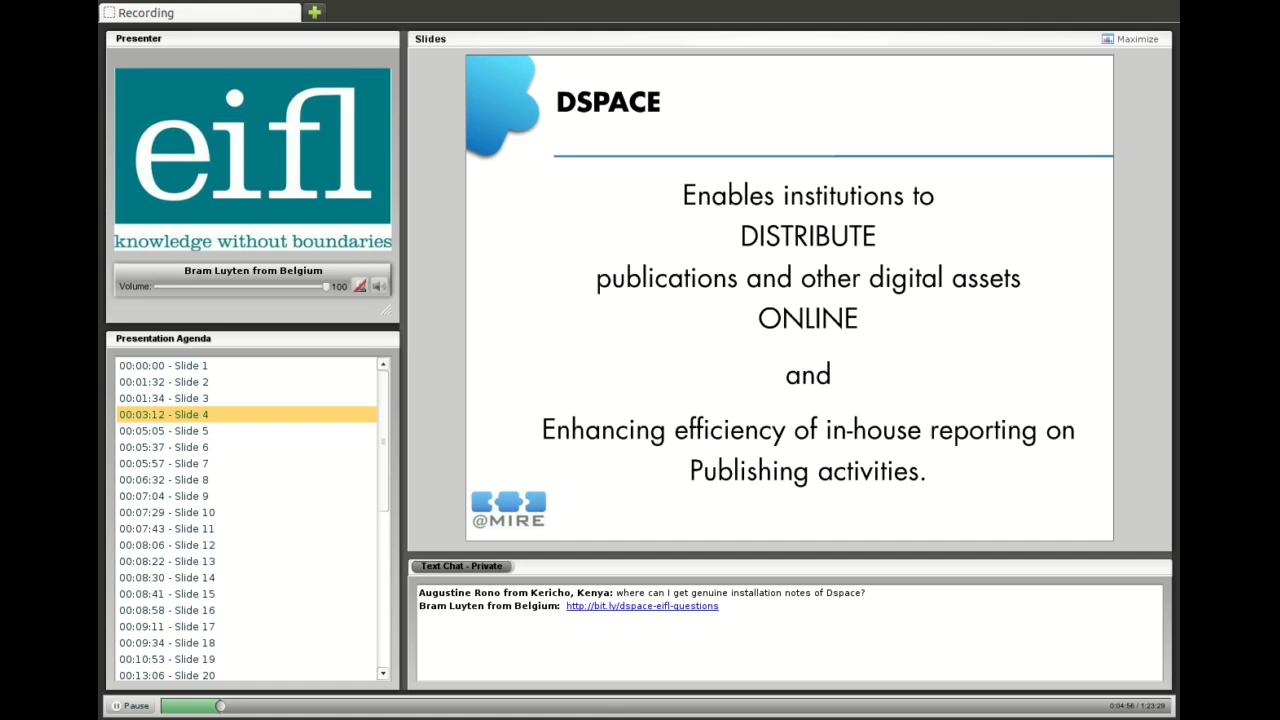 Recording
Presenter
eifl
knowledge without boundaries
Bram Luyten from Belgium
Volume: 100
Presentation Agenda
00:00:00 - Slide 1
00:01:32 - Slide 2
00:01:34 - Slide 3
00:03:12 - Slide 4
00:05:05 - Slide 5
00:05:37 - Slide 6
00:05:57 - Slide 7
00:06:32 - Slide 8
00:07:04 - Slide 9
00:07:29 - Slide 10
00:07:43 - Slide 11
00:08:06 - Slide 12
00:08:22 - Slide 13
00:08:30 - Slide 14
00:08:41 - Slide 15
00:08:58 - Slide 16
00:09:11 - Slide 17
00:09:34 - Slide 18
00:10:53 - Slide 19
00:13:06 - Slide 20
Slides
Maximize
DSPACE
Enables institutions to
DISTRIBUTE
publications and other digital assets
ONLINE
and
Enhancing efficiency of in-house reporting on
Publishing activities.
@MIRE
Text Chat - Private
Augustine Rono from Kericho, Kenya: where can I get genuine installation notes of Dspace?
Bram Luyten from Belgium: http://bit.ly/dspace-eifl-questions
Pause
0:04:56 / 1:23:29